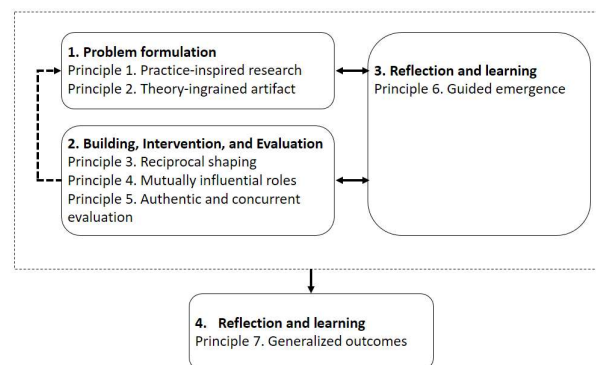 1. Problem formulation
Principle 1. Practice-inspired research
Principle 2. Theory-ingrained artifact
2. Building, Intervention, and Evaluation
Principle 3. Reciprocal shaping
Principle 4. Mutually influential roles
Principle 5. Authentic and concurrent
evaluation
3. Reflection and learning
Principle 6. Guided emergence
4. Reflection and learning
Principle 7. Generalized outcomes